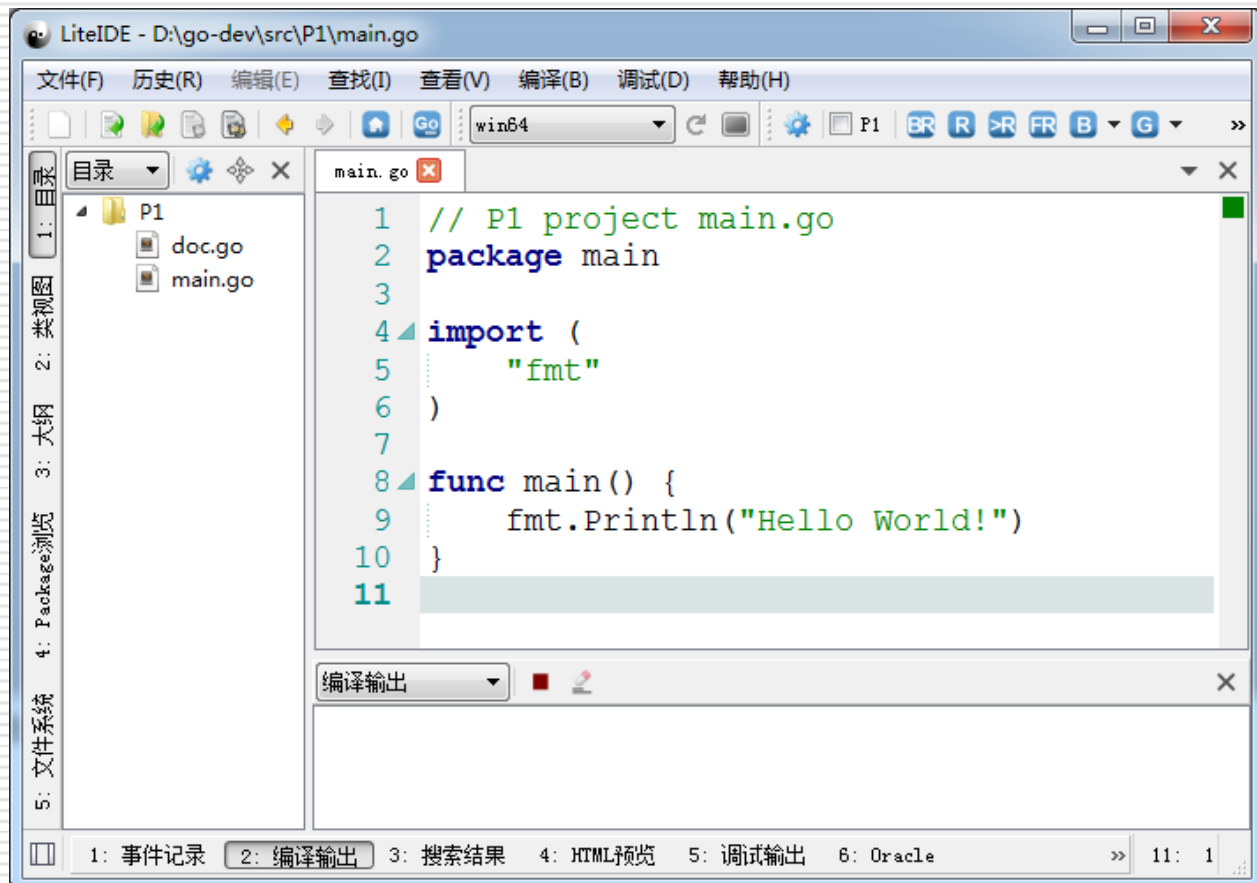 LiteIDE - D:\go-dev\src\P1\main.go
文件(F) 历史(R) 编辑(E) 查找(I) 查看(V) 编译(B) 调试(D) 帮助(H)
Go win64 P1 BR R >R FR B G »
1: 目录
2: 类视图
3: 大纲
4: Package浏览
5: 文件系统
目录
P1
doc.go
main.go
main.go
1 // P1 project main.go
2 package main
3
4 import (
5 "fmt"
6 )
7
8 func main() {
9 fmt.Println("Hello World!")
10 }
11
编译输出
1: 事件记录 2: 编译输出 3: 搜索结果 4: HTML预览 5: 调试输出 6: Oracle » 11: 1